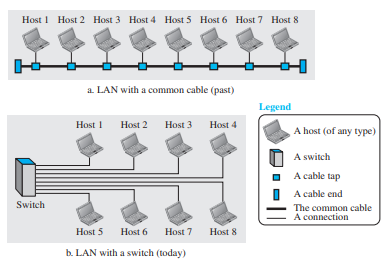 Host 1 Host 2 Host 3 Host 4 Host 5 Host 6 Host 7 Host 8
a. LAN with a common cable (past)
Host 1 Host 2 Host 3 Host 4
Switch
Host 5 Host 6 Host 7 Host 8
b. LAN with a switch (today)
Legend
A host (of any type)
A switch
A cable tap
A cable end
The common cable
A connection